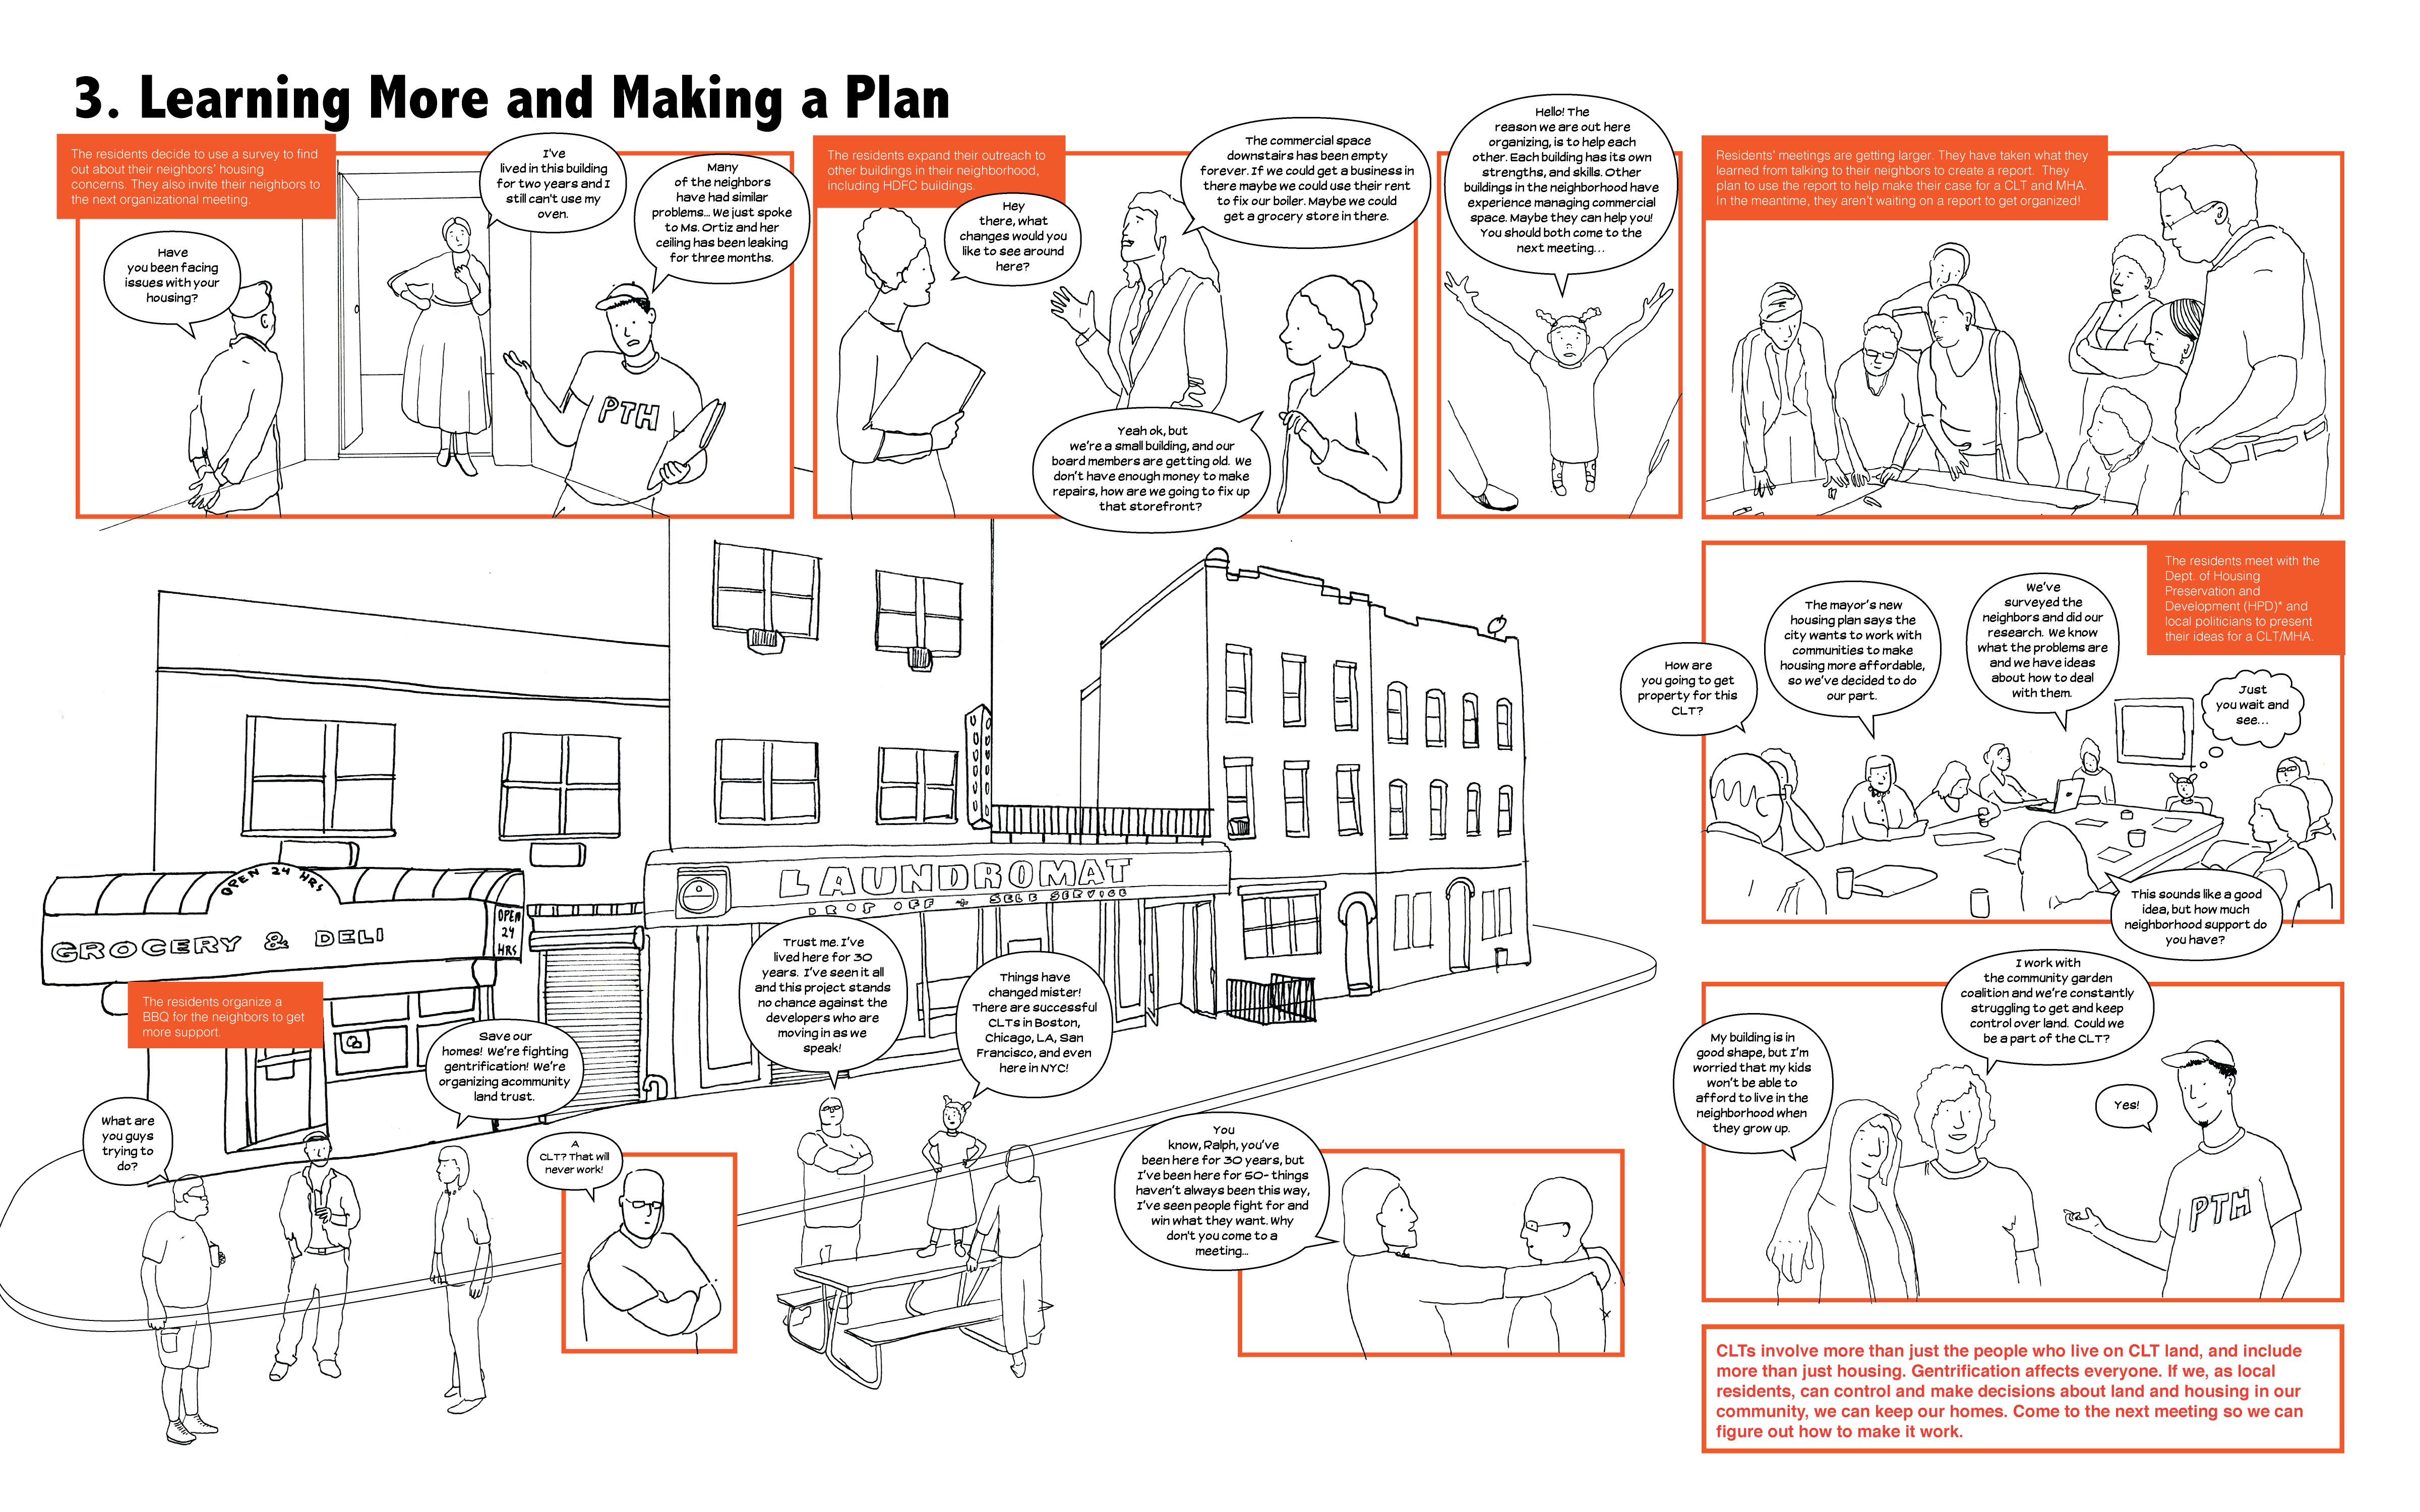 3. Learning More and Making a Plan
The residents decide to use a survey to find
out about their neighbors' housing
concerns. They also invite their neighbors to
the next organizational meeting.
Have
you been facing
issues with your
housing?
I've
lived in this building
for two years and I
still can't use my
oven.
Many
of the neighbors
have had similar
problems... We just spoke
to Ms. Ortiz and her
ceiling has been leaking
for three months.
PTH
The residents expand their outreach to
other buildings in their neighborhood,
including HDFC buildings.
Hey
there, what
changes would you
like to see around
here?
The commercial space
downstairs has been empty
forever. If we could get a business in
there maybe we could use their rent
to fix our boiler. Maybe we could
get a grocery store in there.
Yeah ok, but
we're a small building, and our
board members are getting old. We
don't have enough money to make
repairs, how are we going to fix up
that storefront?
Hello! The
reason we are out here
organizing, is to help each
other. Each building has its own
strengths, and skills. Other
buildings in the neighborhood have
experience managing commercial
space. Maybe they can help you!
You should both come to the
next meeting...
Residents' meetings are getting larger. They have taken what they
learned from talking to their neighbors to create a report. They
plan to use the report to help make their case for a CLT and MHA.
In the meantime, they aren't waiting on a report to get organized!
The residents meet with the
Dept. of Housing
Preservation and
Development (HPD)* and
local politicians to present
their ideas for a CLT/MHA.
How are
you going to get
property for this
CLT?
The mayor's new
housing plan says the
city wants to work with
communities to make
housing more affordable,
so we've decided to do
our part.
We've
surveyed the
neighbors and did our
research. We know
what the problems are
and we have ideas
about how to deal
with them.
Just
you wait and
see...
This sounds like a good
idea, but how much
neighborhood support do
you have?
OPEN 24 HRS
GROCERY & DELI
OPEN
24
HRS
LAUNDROMAT
DROP OFF & SELF SERVICE
The residents organize a
BBQ for the neighbors to get
more support.
What are
you guys
trying to
do?
Save our
homes! We're fighting
gentrification! We're
organizing acommunity
land trust.
A
CLT? That will
never work!
Trust me. I've
lived here for 30
years. I've seen it all
and this project stands
no chance against the
developers who are
moving in as we
speak!
Things have
changed mister!
There are successful
CLTs in Boston,
Chicago, LA, San
Francisco, and even
here in NYC!
You
know, Ralph, you've
been here for 30 years, but
I've been here for 60- things
haven't always been this way,
I've seen people fight for and
win what they want. Why
don't you come to a
meeting...
My building is in
good shape, but I'm
worried that my kids
won't be able to
afford to live in the
neighborhood when
they grow up.
I work with
the community garden
coalition and we're constantly
struggling to get and keep
control over land. Could we
be a part of the CLT?
Yes!
PTH
CLTs involve more than just the people who live on CLT land, and include
more than just housing. Gentrification affects everyone. If we, as local
residents, can control and make decisions about land and housing in our
community, we can keep our homes. Come to the next meeting so we can
figure out how to make it work.